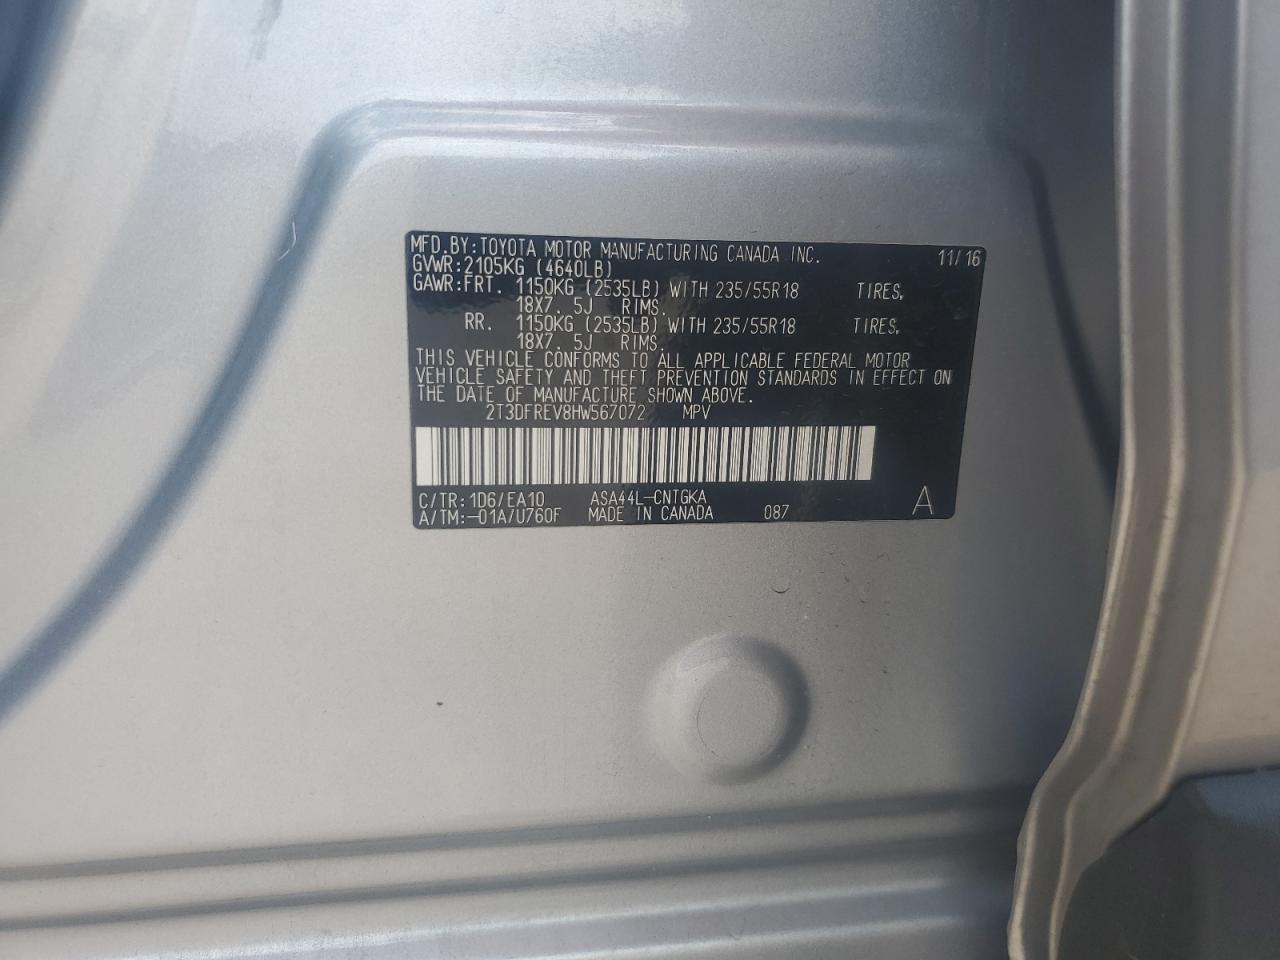 MFD.BY:TOYOTA MOTOR MANUFACTURING CANADA INC. 11/16
GVWR:2105KG (4640LB)
GAWR:FRT. 1150KG (2535LB) WITH 235/55R18 TIRES,
18X7.5J RIMS.
RR. 1150KG (2535LB) WITH 235/55R18 TIRES,
18X7.5J RIMS.
THIS VEHICLE CONFORMS TO ALL APPLICABLE FEDERAL MOTOR
VEHICLE SAFETY AND THEFT PREVENTION STANDARDS IN EFFECT ON
THE DATE OF MANUFACTURE SHOWN ABOVE.
2T3DFREV8HW567072 MPV
C/TR:1D6/EA10 ASA44L-CNTGKA
A/TM:-01A/U760F MADE IN CANADA 087 A